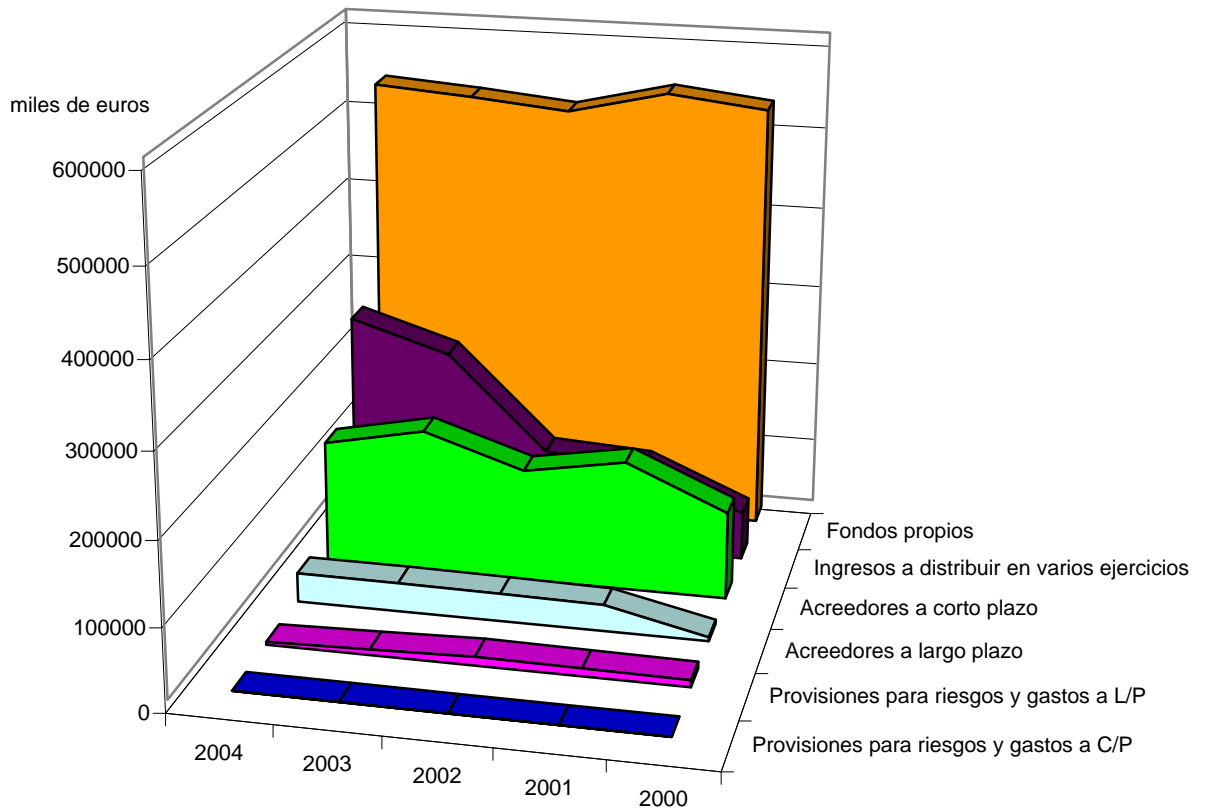 miles de euros
600000
500000
400000
300000
200000
100000
0
2004
2003
2002
2001
2000
Fondos propios
Ingresos a distribuir en varios ejercicios
Acreedores a corto plazo
Acreedores a largo plazo
Provisiones para riesgos y gastos a L/P
Provisiones para riesgos y gastos a C/P